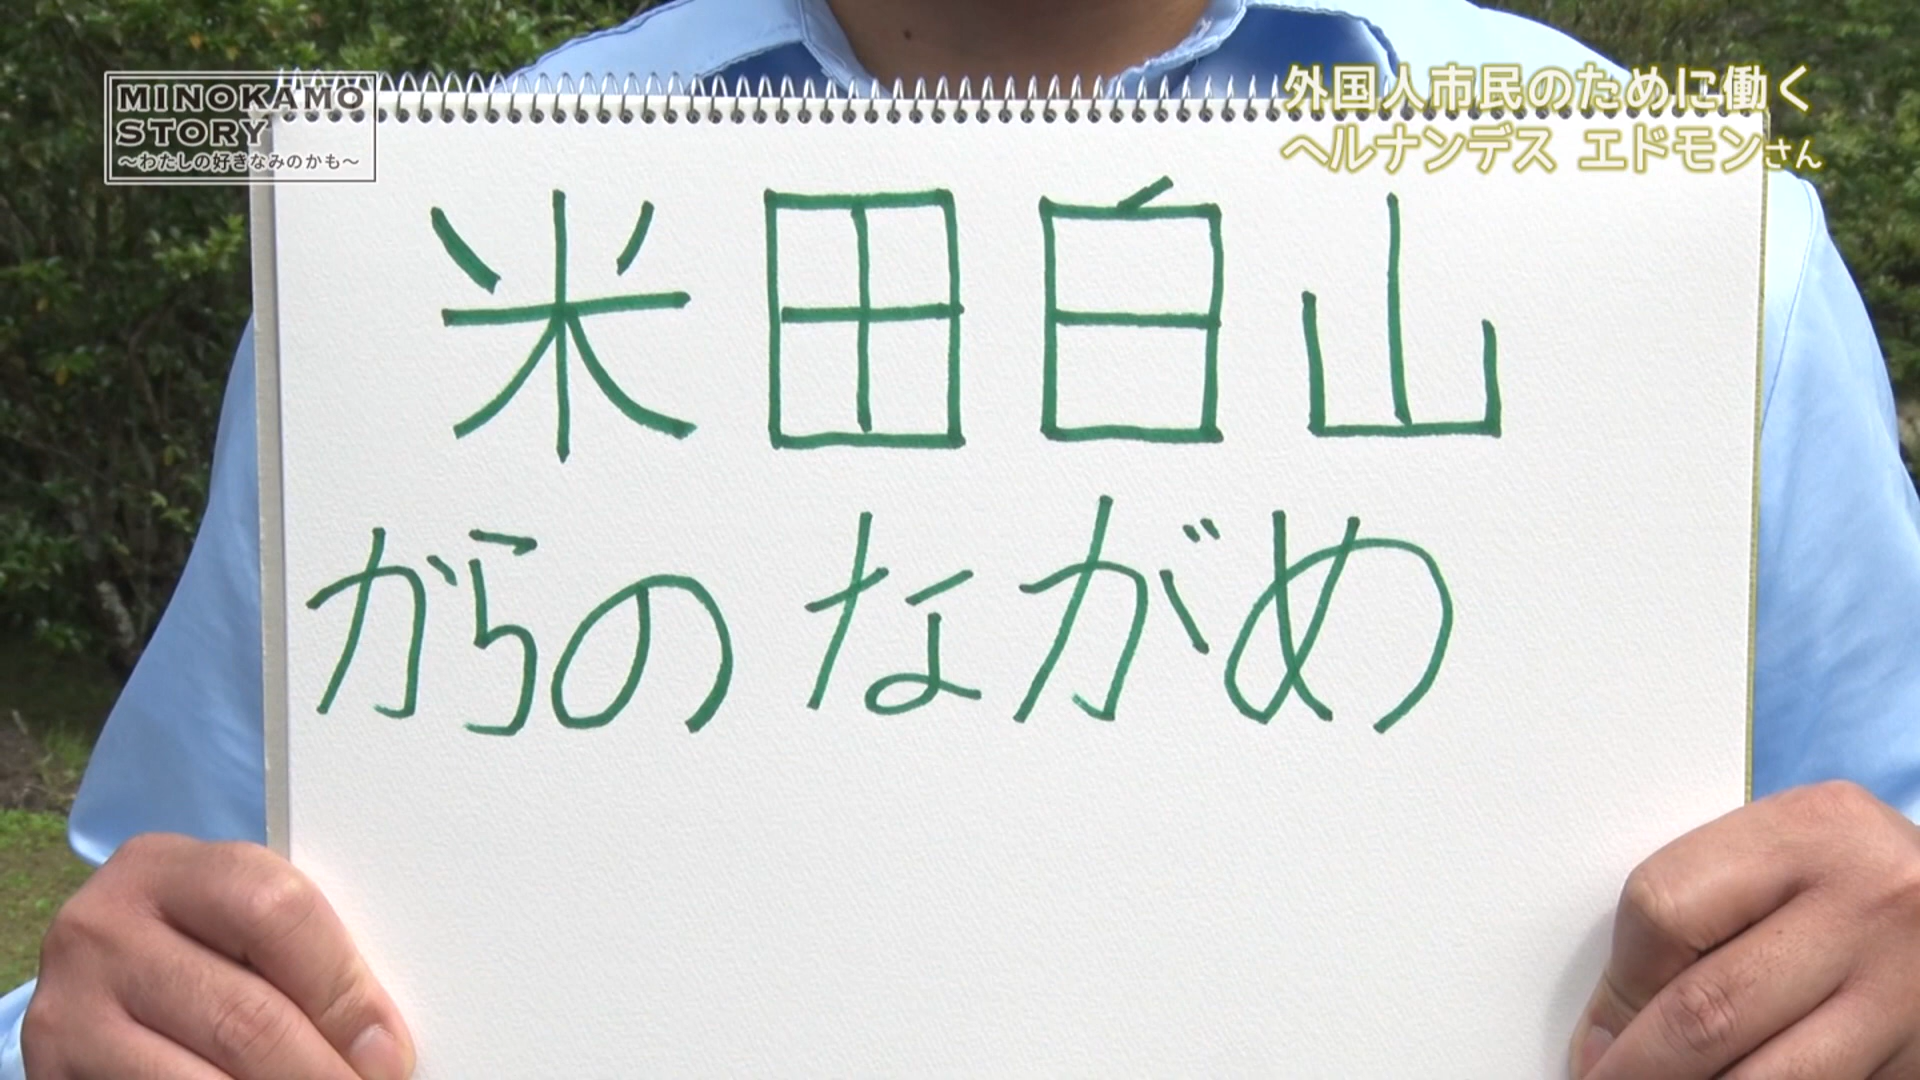 MINOKAMO
STORY
～わたしの好きなみのかも～
外国人市民のために働く
ヘルナンデス エドモンさん
米田白山
からのながめ